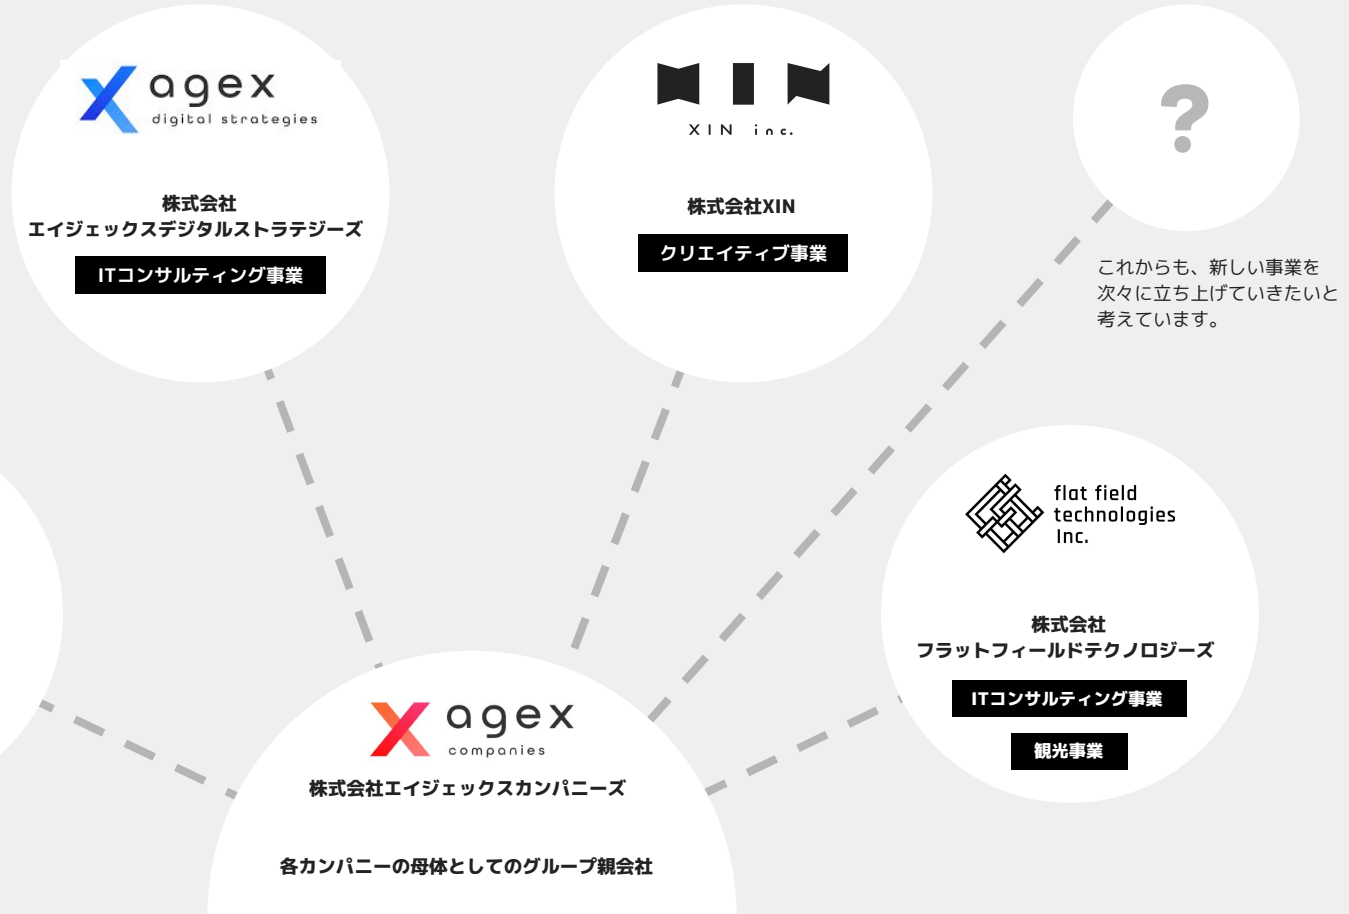 agex
digital strategies
株式会社
エイジェックスデジタルストラテジーズ
ITコンサルティング事業
XIN
XIN inc.
株式会社XIN
クリエイティブ事業
?
これからも、新しい事業を
次々に立ち上げていきたいと
考えています。
flat field
technologies
Inc.
株式会社
フラットフィールドテクノロジーズ
ITコンサルティング事業
観光事業
agex
companies
株式会社エイジェックスカンパニーズ
各カンパニーの母体としてのグループ親会社